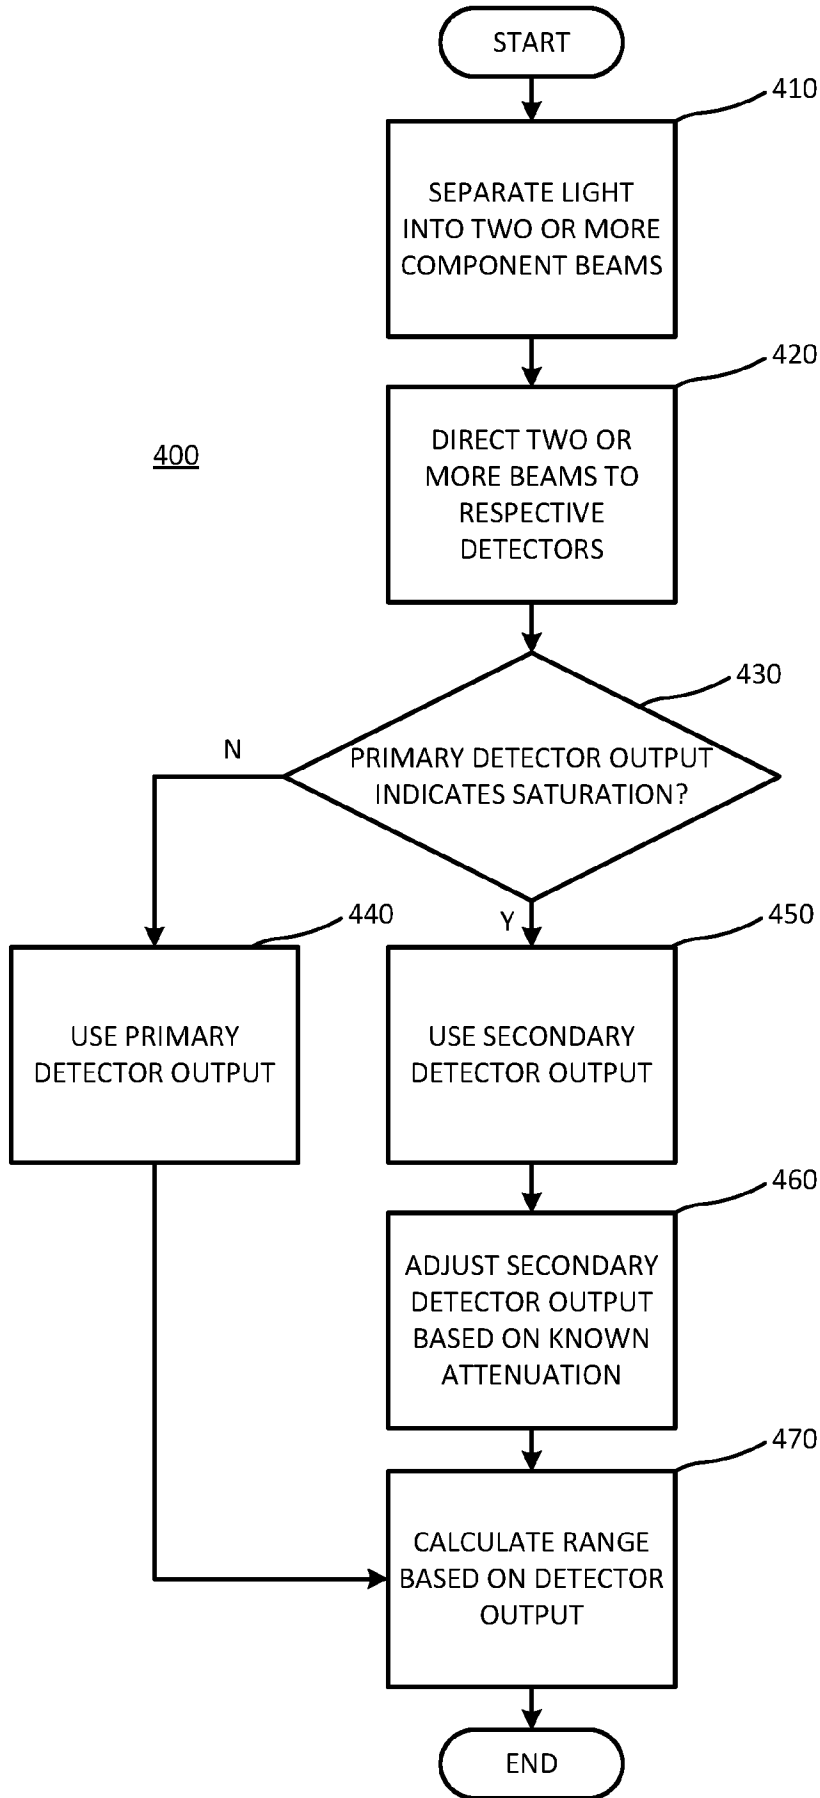 START
410
SEPARATE LIGHT
INTO TWO OR MORE
COMPONENT BEAMS
420
400
DIRECT TWO OR
MORE BEAMS TO
RESPECTIVE
DETECTORS
430
N
PRIMARY DETECTOR OUTPUT
INDICATES SATURATION?
440
Y
450
USE PRIMARY
DETECTOR OUTPUT
USE SECONDARY
DETECTOR OUTPUT
460
ADJUST SECONDARY
DETECTOR OUTPUT
BASED ON KNOWN
ATTENUATION
470
CALCULATE RANGE
BASED ON DETECTOR
OUTPUT
END